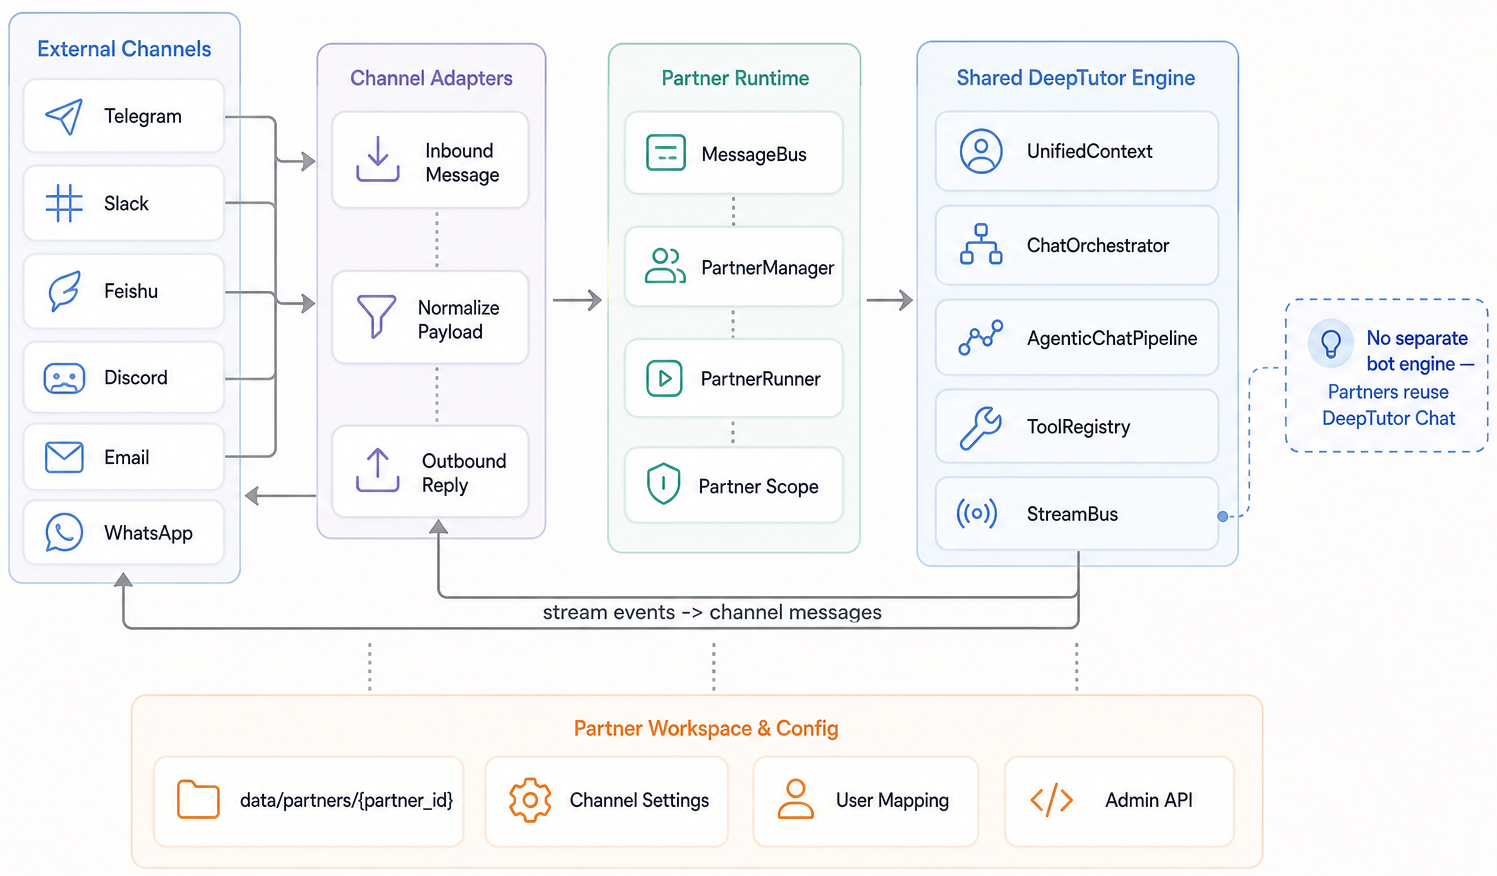 External Channels
Telegram
Slack
Feishu
Discord
Email
WhatsApp
Channel Adapters
Inbound
Message
Normalize
Payload
Outbound
Reply
Partner Runtime
MessageBus
PartnerManager
PartnerRunner
Partner Scope
Shared DeepTutor Engine
UnifiedContext
ChatOrchestrator
AgenticChatPipeline
ToolRegistry
StreamBus
No separate
bot engine —
Partners reuse
DeepTutor Chat
stream events -> channel messages
Partner Workspace & Config
data/partners/{partner_id}
Channel Settings
User Mapping
Admin API